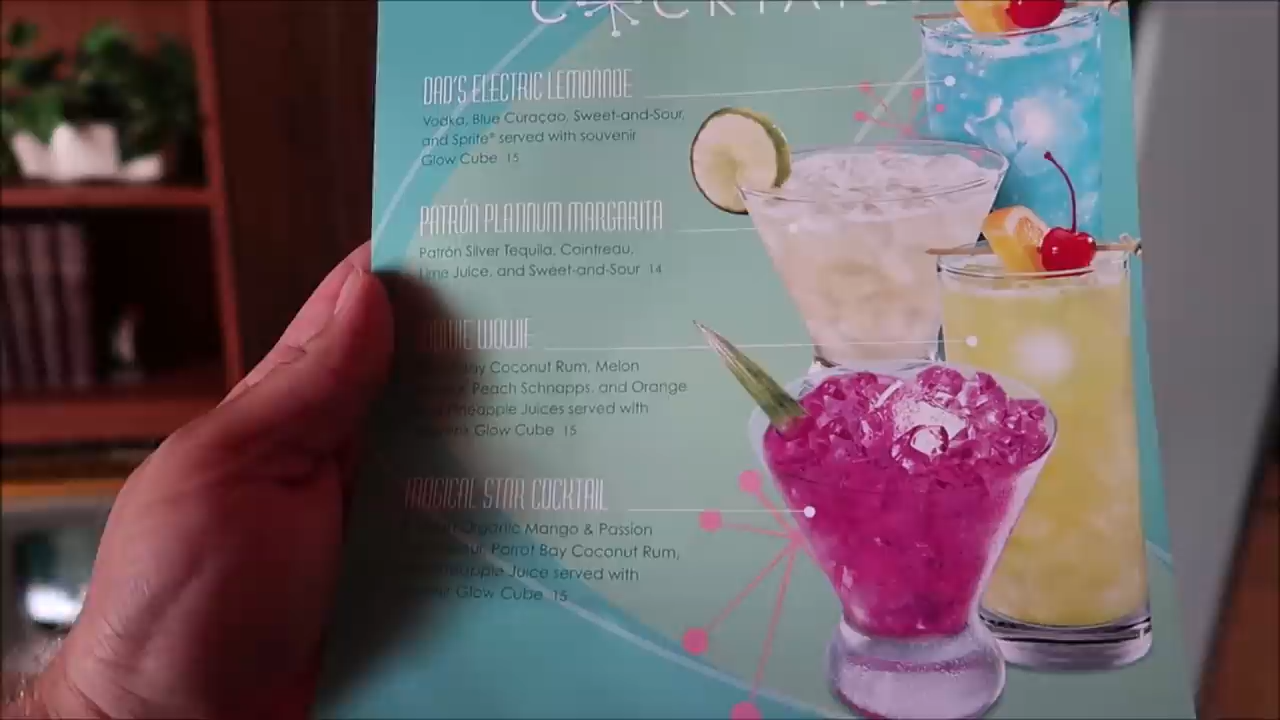 DAD'S ELECTRIC LEMONADE
Vodka, Blue Curaçao, Sweet-and-Sour,
and Sprite® served with souvenir
Glow Cube 15
PATRÓN PLATINUM MARGARITA
Patrón Silver Tequila, Cointreau,
Lime Juice, and Sweet-and-Sour 14
WOWIE
Coconut Rum, Melon
Peach Schnapps, and Orange
Pineapple Juices served with
Glow Cube 15
MAGICAL STAR COCKTAIL
Organic Mango & Passion
Parrot Bay Coconut Rum,
Pineapple Juice served with
Glow Cube 15